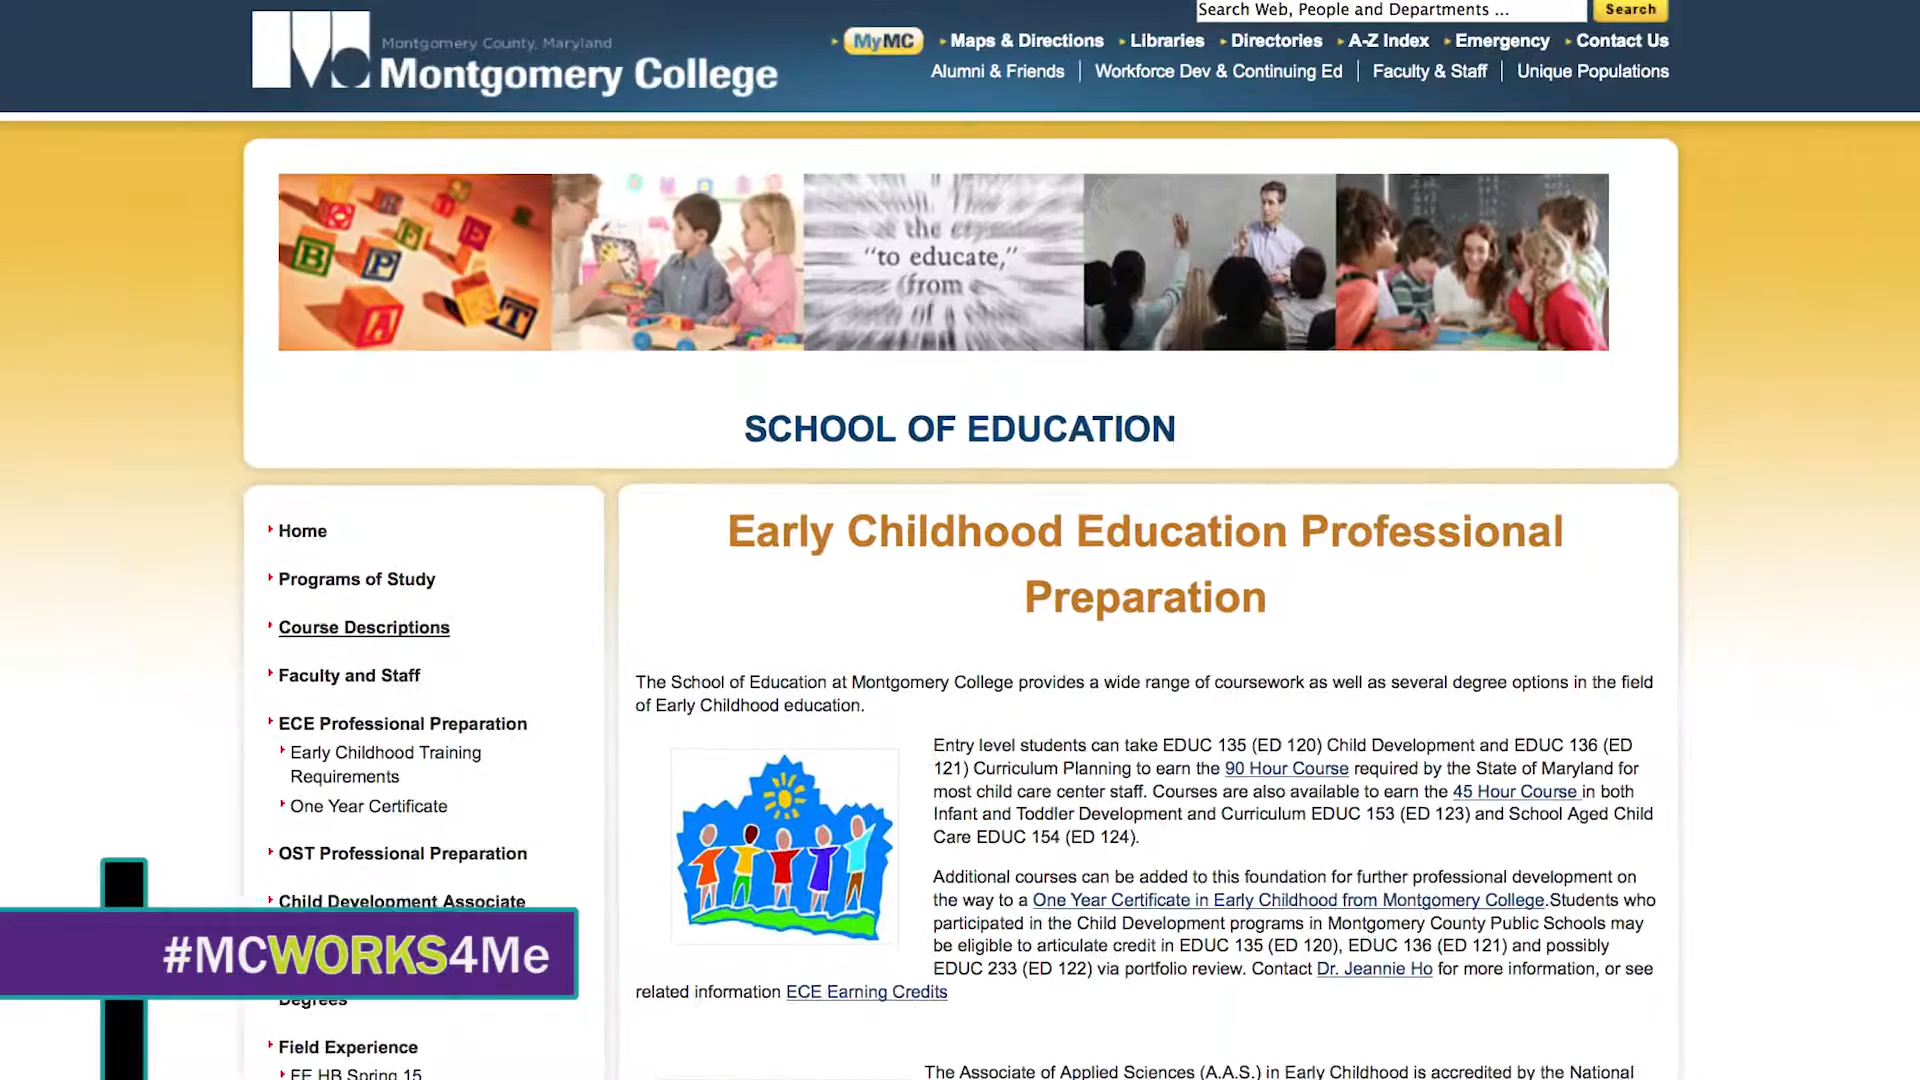 Search Web, People and Departments ...
Search
Montgomery County, Maryland
Montgomery College
MyMC
Maps & Directions
Libraries
Directories
A-Z Index
Emergency
Contact Us
Alumni & Friends
Workforce Dev & Continuing Ed
Faculty & Staff
Unique Populations
B
P
E
A
T
"to educate,"
(from
of
SCHOOL OF EDUCATION
Home
Programs of Study
Course Descriptions
Faculty and Staff
ECE Professional Preparation
Early Childhood Training
Requirements
One Year Certificate
OST Professional Preparation
Child Development Associate
#MCWORKS4Me
Degrees
Field Experience
FE HB Spring 15
Early Childhood Education Professional
Preparation
The School of Education at Montgomery College provides a wide range of coursework as well as several degree options in the field
of Early Childhood education.
Entry level students can take EDUC 135 (ED 120) Child Development and EDUC 136 (ED
121) Curriculum Planning to earn the 90 Hour Course required by the State of Maryland for
most child care center staff. Courses are also available to earn the 45 Hour Course in both
Infant and Toddler Development and Curriculum EDUC 153 (ED 123) and School Aged Child
Care EDUC 154 (ED 124).
Additional courses can be added to this foundation for further professional development on
the way to a One Year Certificate in Early Childhood from Montgomery College.Students who
participated in the Child Development programs in Montgomery County Public Schools may
be eligible to articulate credit in EDUC 135 (ED 120), EDUC 136 (ED 121) and possibly
EDUC 233 (ED 122) via portfolio review. Contact Dr. Jeannie Ho for more information, or see
related information ECE Earning Credits
The Associate of Applied Sciences (A.A.S.) in Early Childhood is accredited by the National